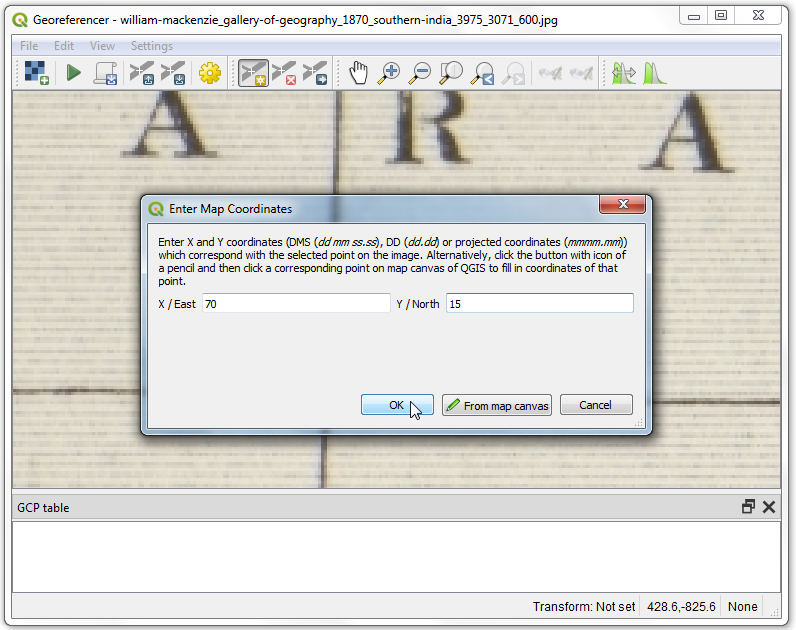 Georeferencer - william-mackenzie_gallery-of-geography_1870_southern-india_3975_3071_600.jpg
File Edit View Settings
A R A
Enter Map Coordinates
Enter X and Y coordinates (DMS (dd mm ss.ss), DD (dd.dd) or projected coordinates (mmmm.mm))
which correspond with the selected point on the image. Alternatively, click the button with icon of
a pencil and then click a corresponding point on map canvas of QGIS to fill in coordinates of that
point.
X / East 70 Y / North 15
OK From map canvas Cancel
GCP table
Transform: Not set 428.6,-825.6 None